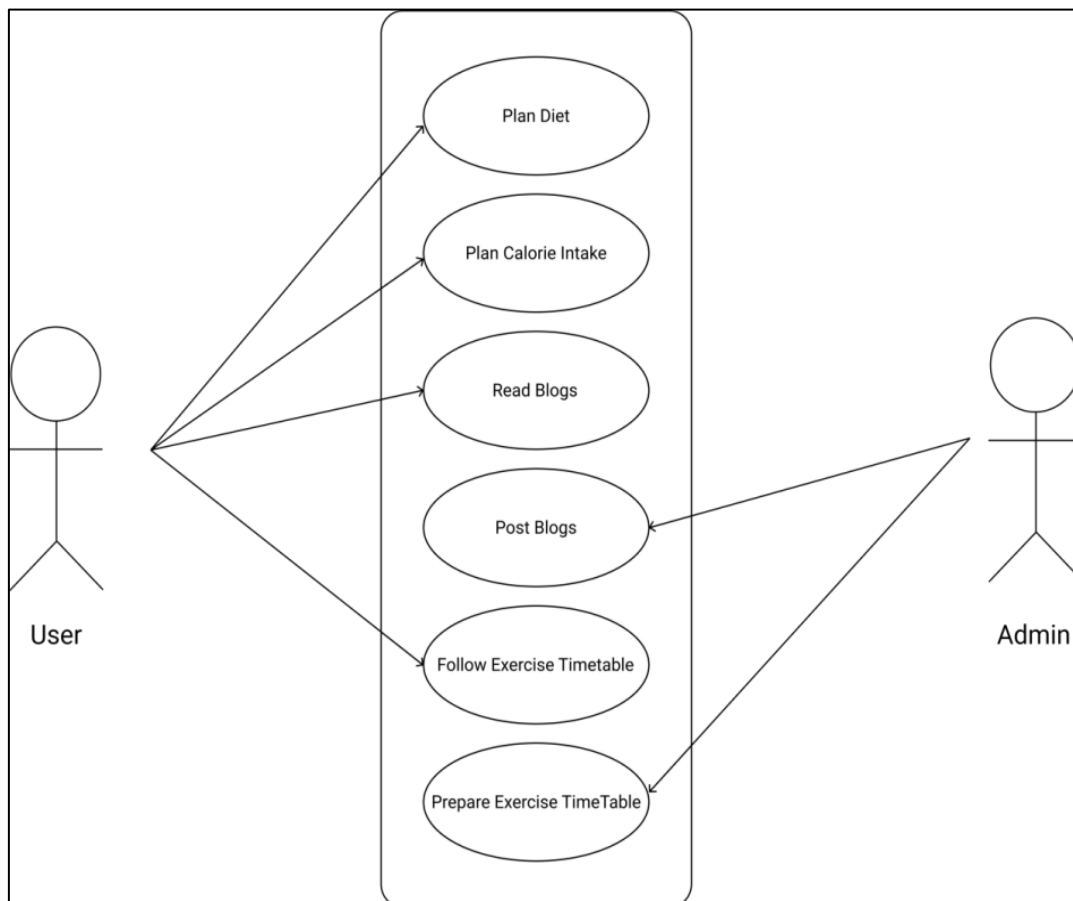 Plan Diet
Plan Calorie Intake
Read Blogs
Post Blogs
User
Admin
Follow Exercise Timetable
Prepare Exercise TimeTable